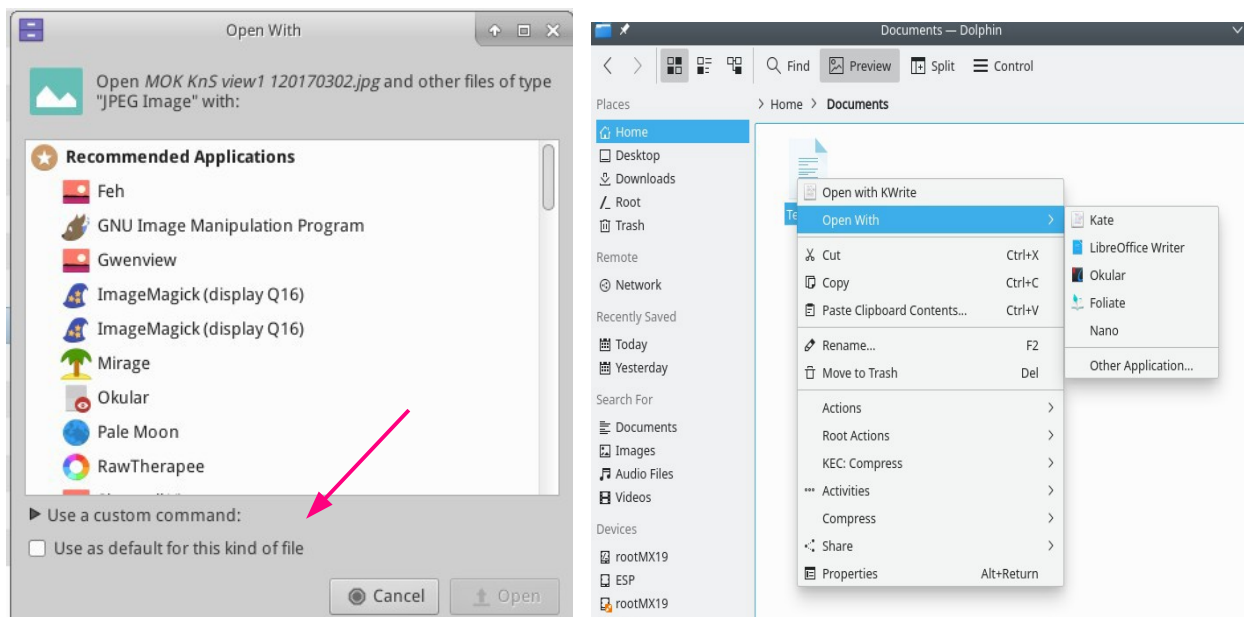 Open With
Open MOK KnS view1 120170302.jpg and other files of type
"JPEG Image" with:
Recommended Applications
Feh
GNU Image Manipulation Program
Gwenview
ImageMagick (display Q16)
ImageMagick (display Q16)
Mirage
Okular
Pale Moon
RawTherapee
Use a custom command:
Use as default for this kind of file
Cancel
Open
Documents — Dolphin
Find
Preview
Split
Control
Places
Home
Desktop
Downloads
Root
Trash
Remote
Network
Recently Saved
Today
Yesterday
Search For
Documents
Images
Audio Files
Videos
Devices
rootMX19
ESP
rootMX19
> Home > Documents
Te
Open with KWrite
Open With
Cut Ctrl+X
Copy Ctrl+C
Paste Clipboard Contents... Ctrl+V
Rename... F2
Move to Trash Del
Actions
Root Actions
KEC: Compress
Activities
Compress
Share
Properties Alt+Return
Kate
LibreOffice Writer
Okular
Foliate
Nano
Other Application...